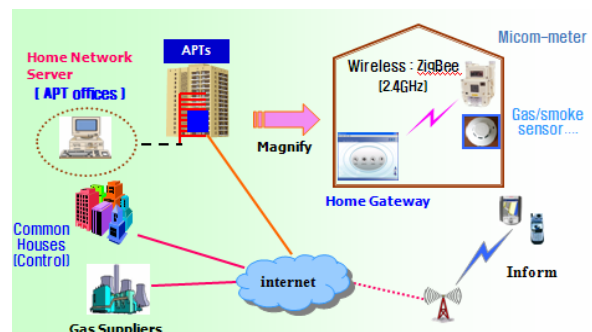 APTs
Home Network
Server
[ APT offices ]
Magnify
Wireless : ZigBee
(2.4GHz)
Micom-meter
Gas/smoke
sensor....
Home Gateway
Common
Houses
(Control)
internet
Inform
Gas Suppliers